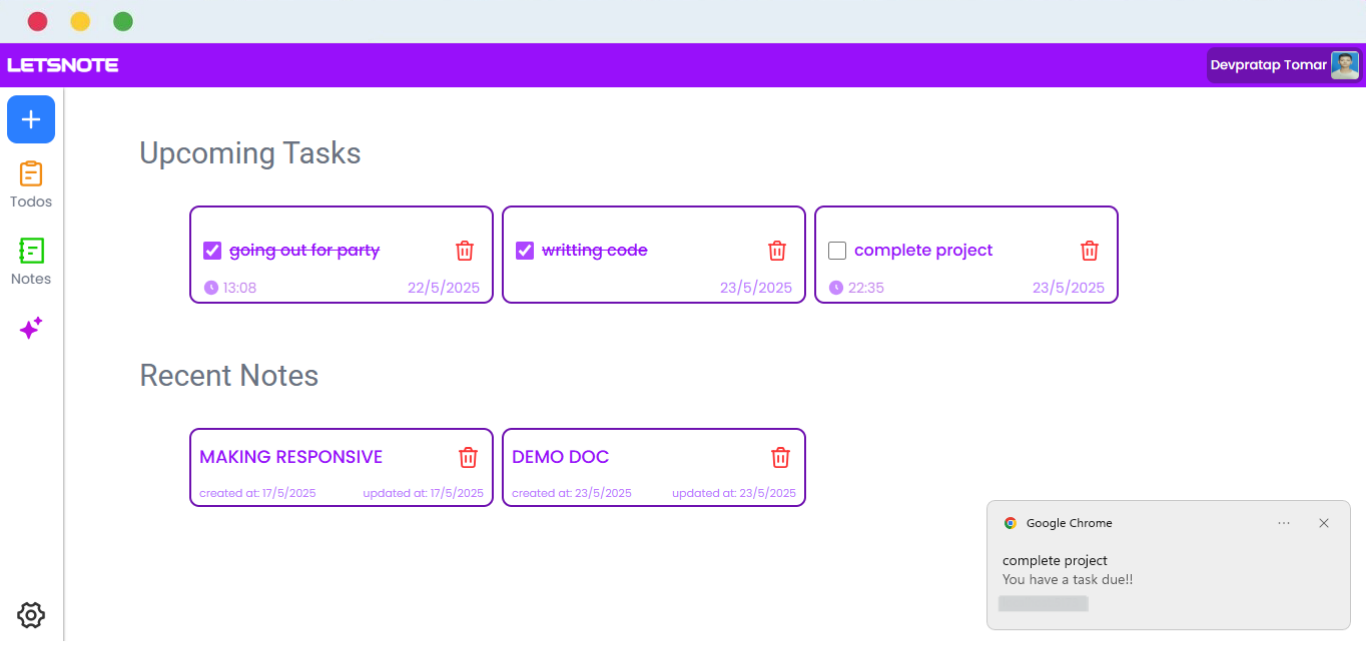 LETSNOTE
Devpratap Tomar
Todos
Notes
Upcoming Tasks
going out for party
13:08 22/5/2025
writting code
23/5/2025
complete project
22:35 23/5/2025
Recent Notes
MAKING RESPONSIVE
created at: 17/5/2025 updated at: 17/5/2025
DEMO DOC
created at: 23/5/2025 updated at: 23/5/2025
Google Chrome
complete project
You have a task due!!